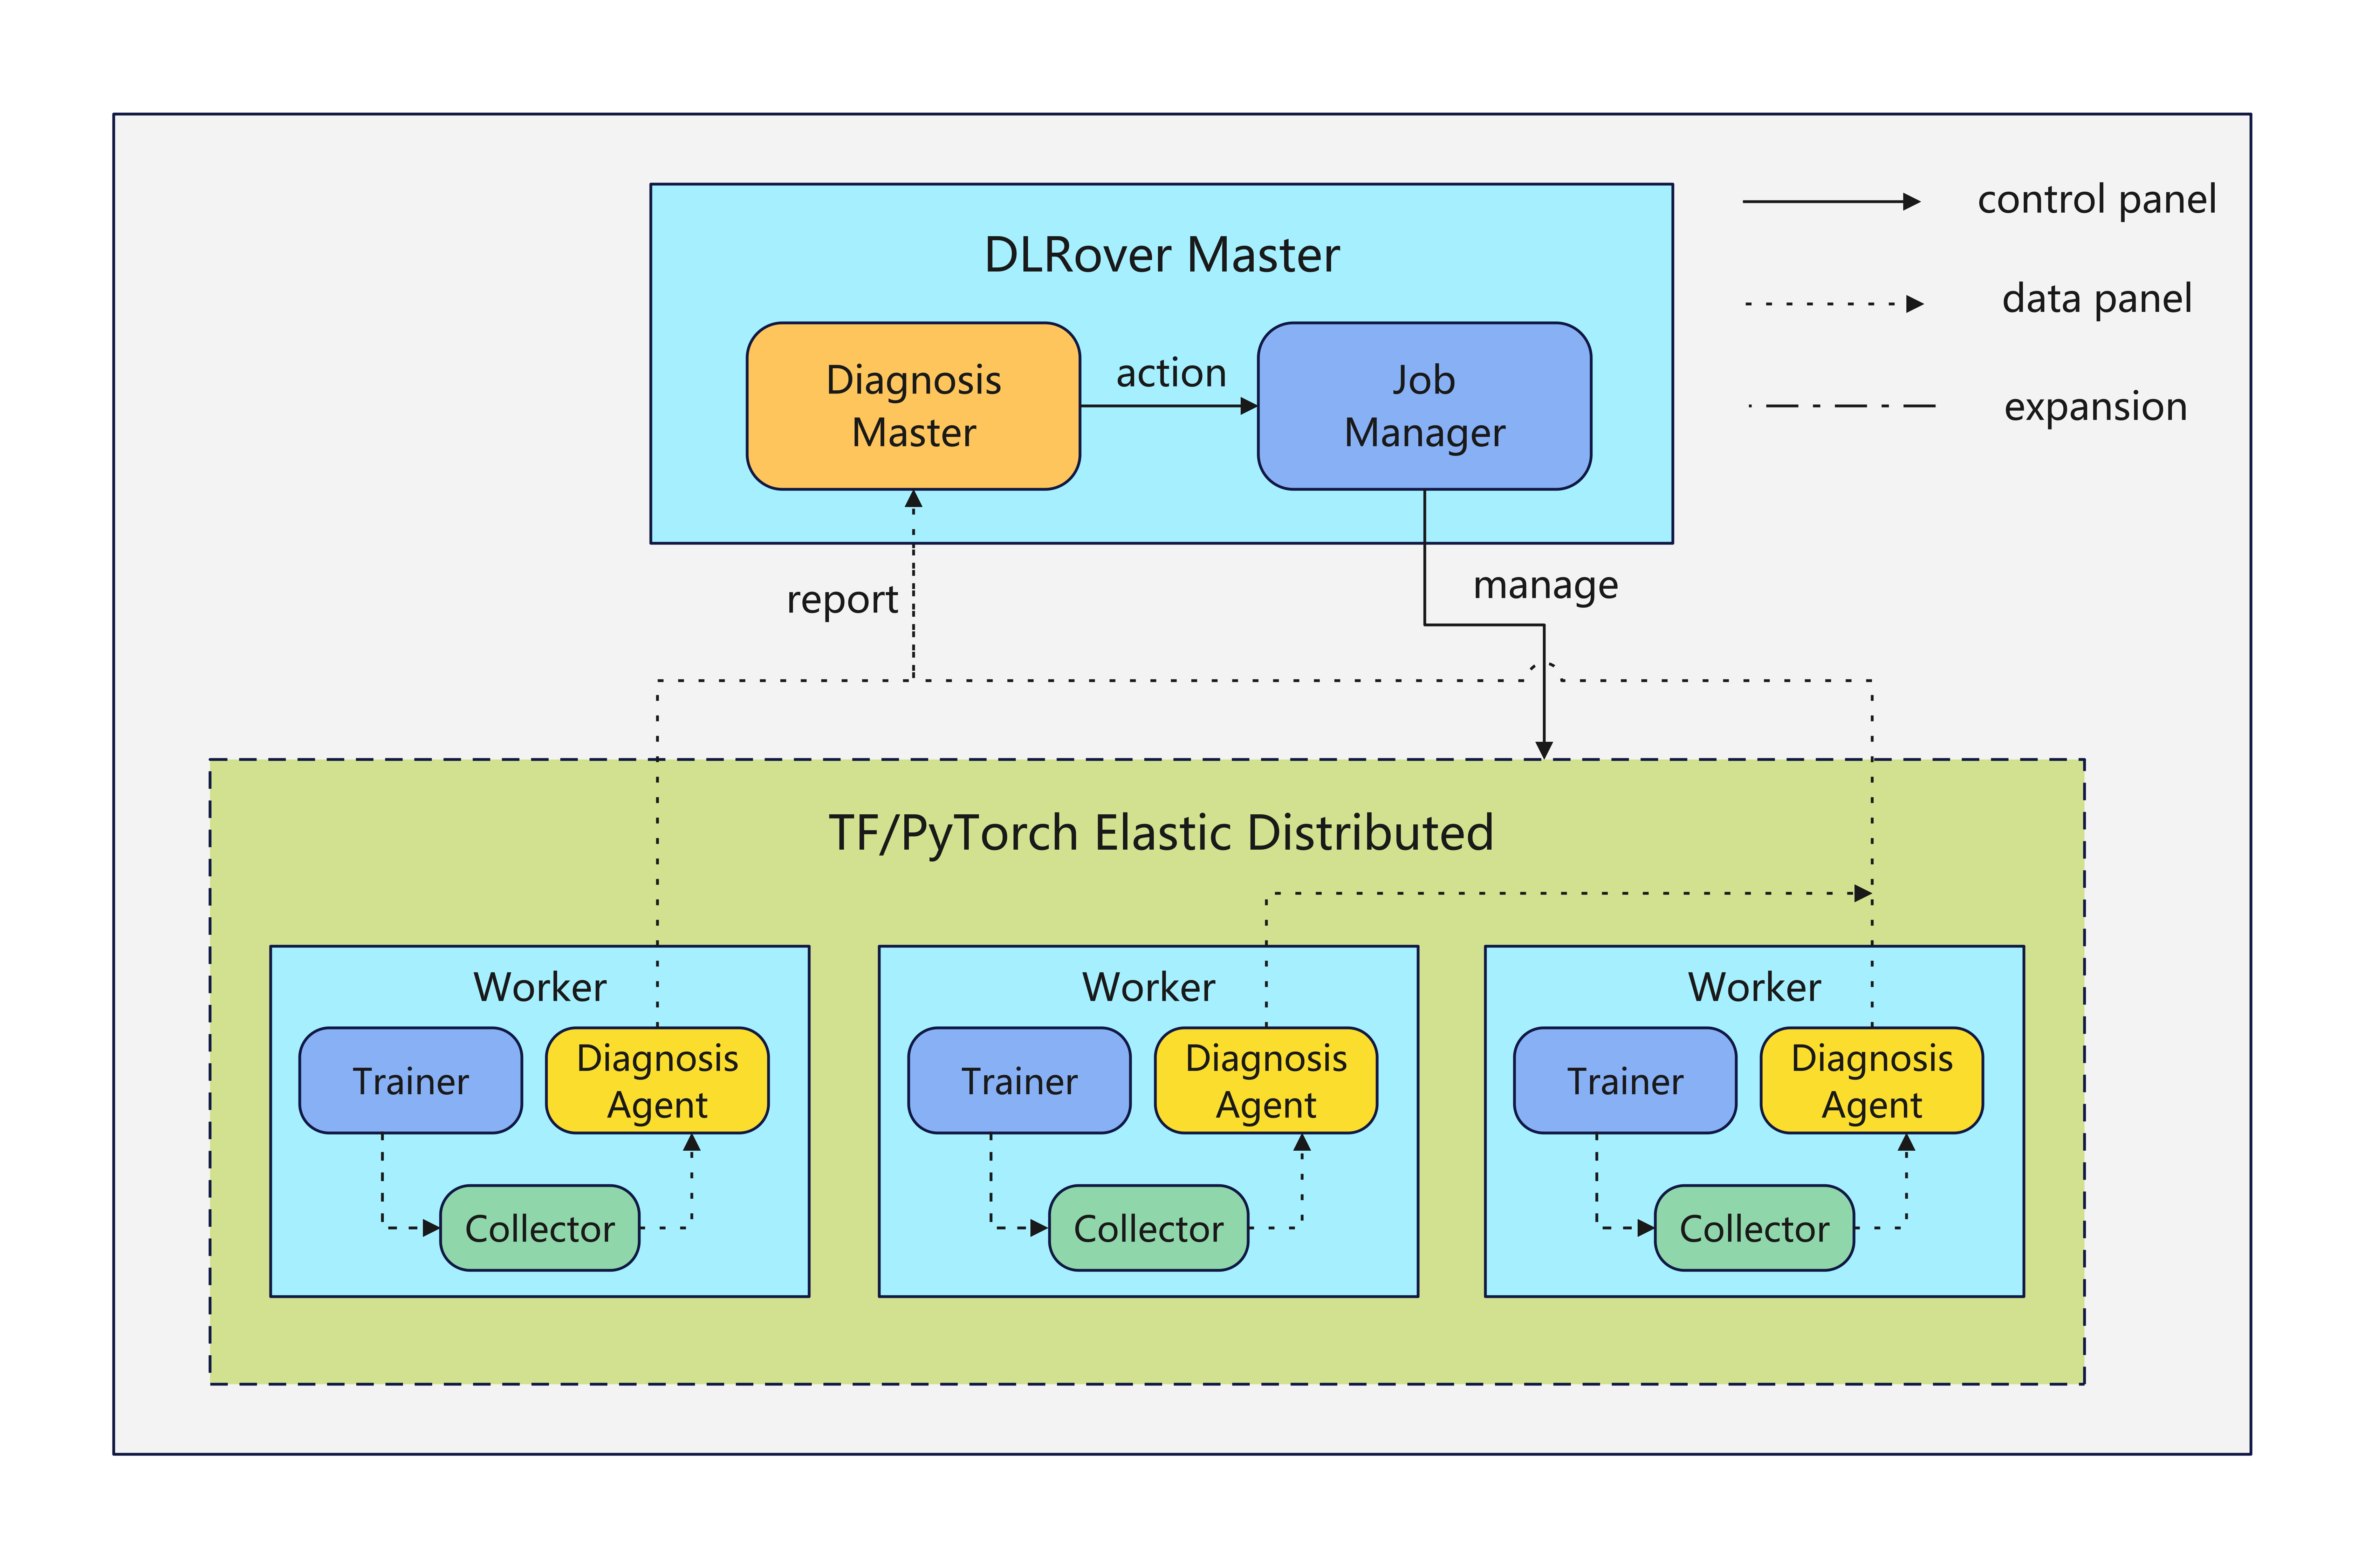 control panel
data panel
expansion
DLRover Master
Diagnosis
Master
action
Job
Manager
report
manage
TF/PyTorch Elastic Distributed
Worker
Trainer
Diagnosis
Agent
Collector
Worker
Trainer
Diagnosis
Agent
Collector
Worker
Trainer
Diagnosis
Agent
Collector